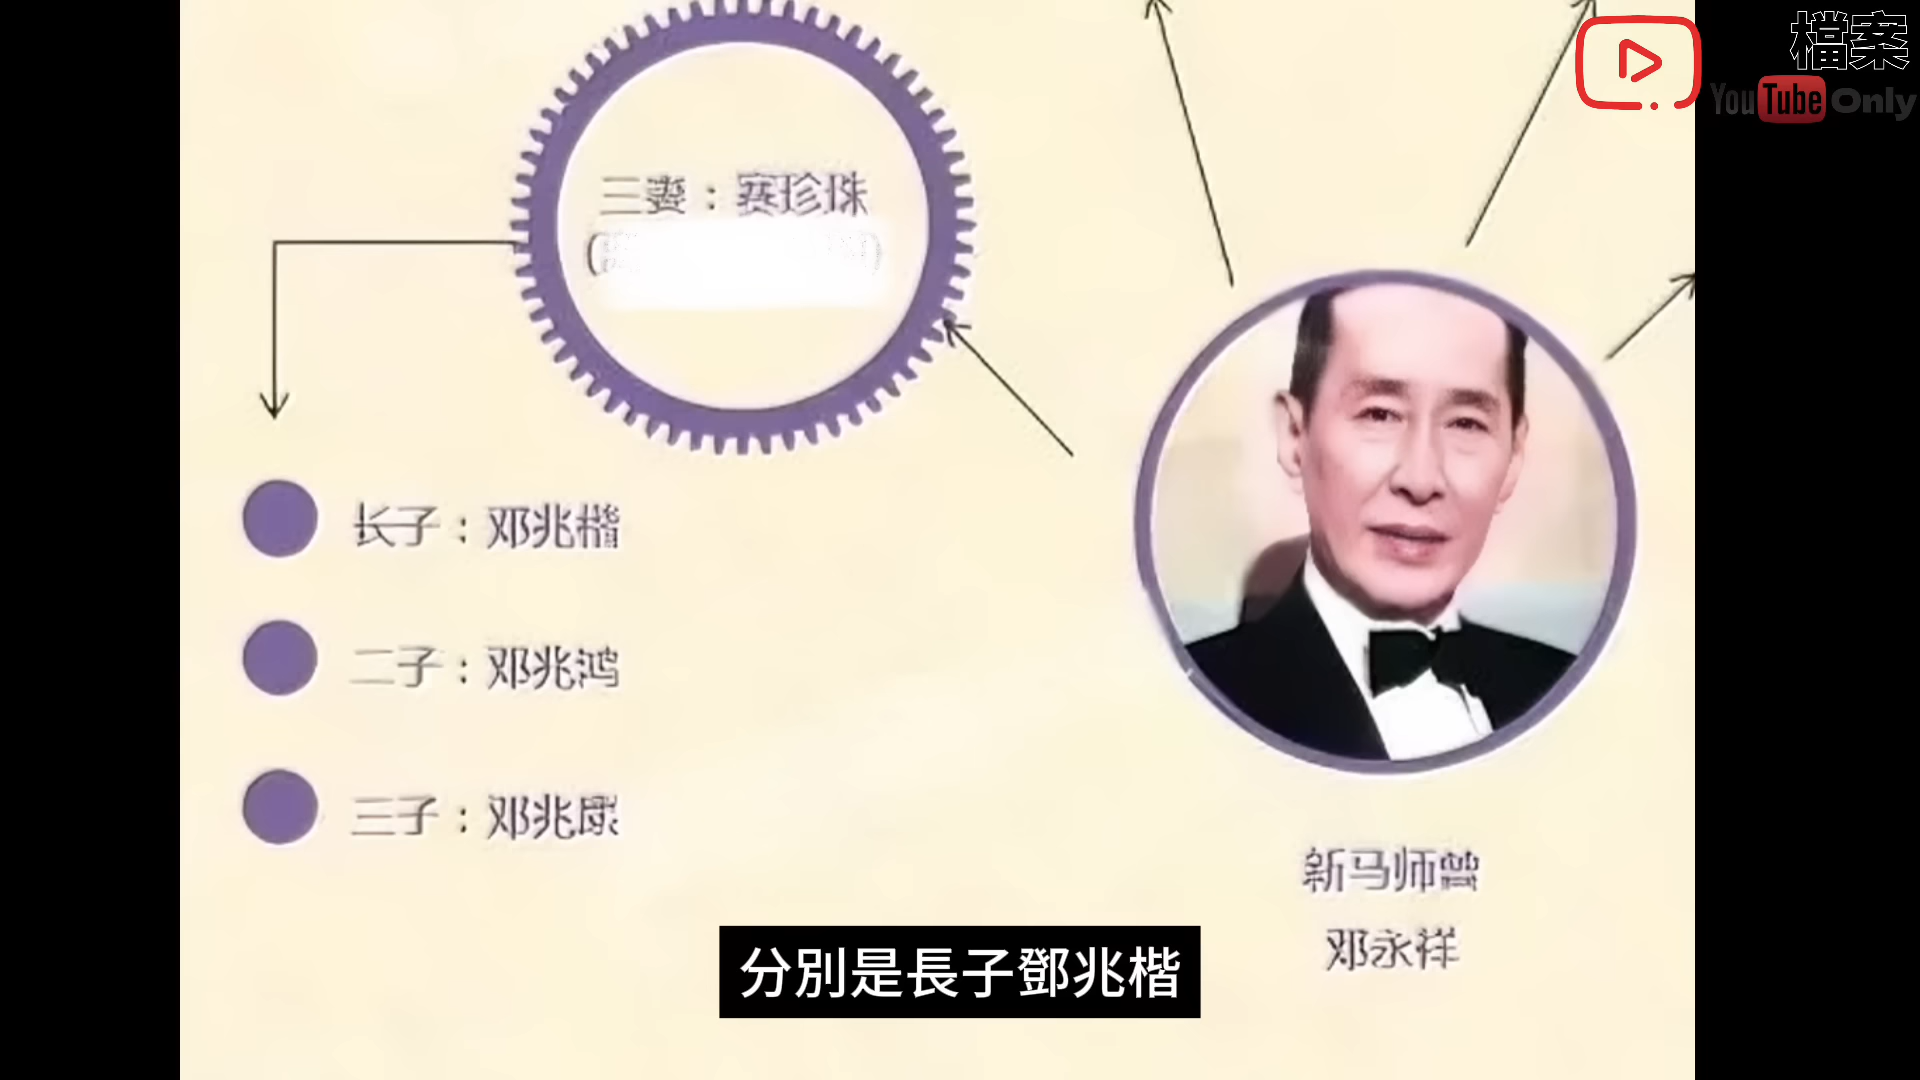 檔案
YouTube Only
三妻：赛珍珠
长子：邓兆楷
二子：邓兆鸿
三子：邓兆康
新马师曾
邓永祥
分別是長子鄧兆楷